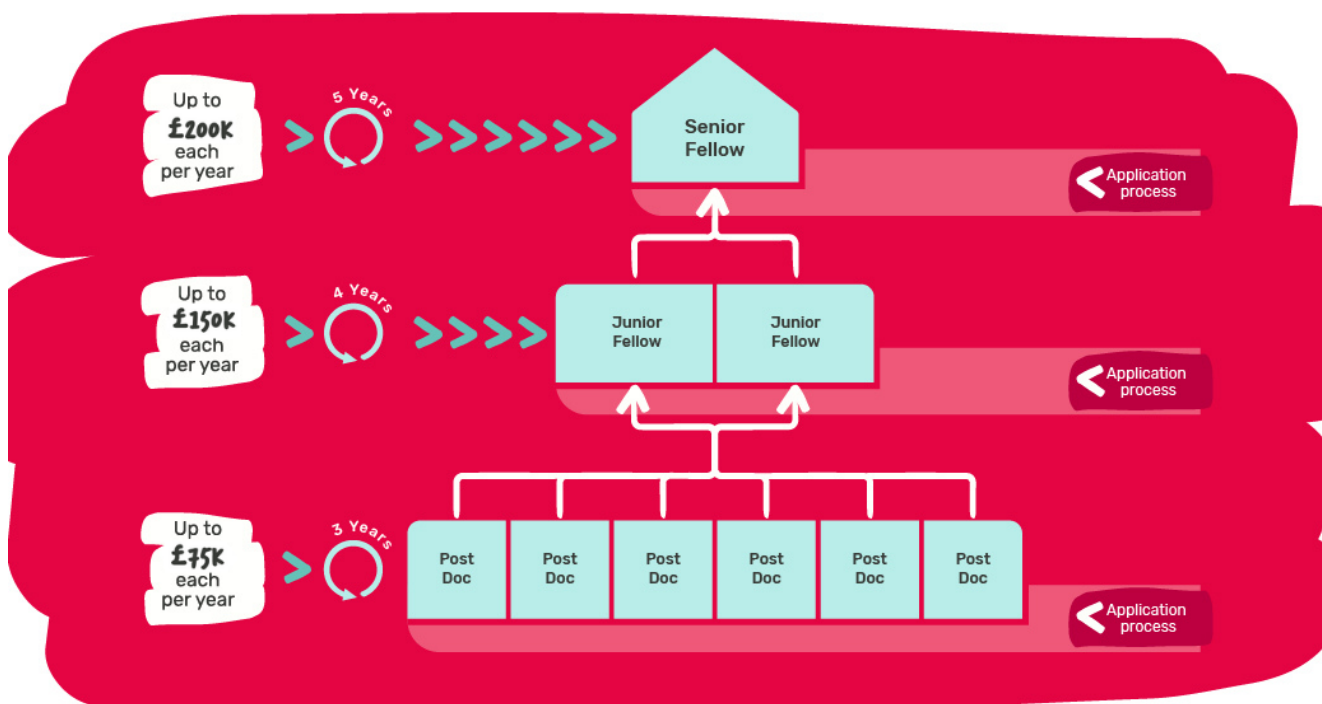 Up to
£200K
each
per year
5 Years
Senior
Fellow
Application
process
Up to
£150K
each
per year
4 Years
Junior
Fellow
Junior
Fellow
Application
process
Up to
£75K
each
per year
3 Years
Post
Doc
Post
Doc
Post
Doc
Post
Doc
Post
Doc
Post
Doc
Application
process